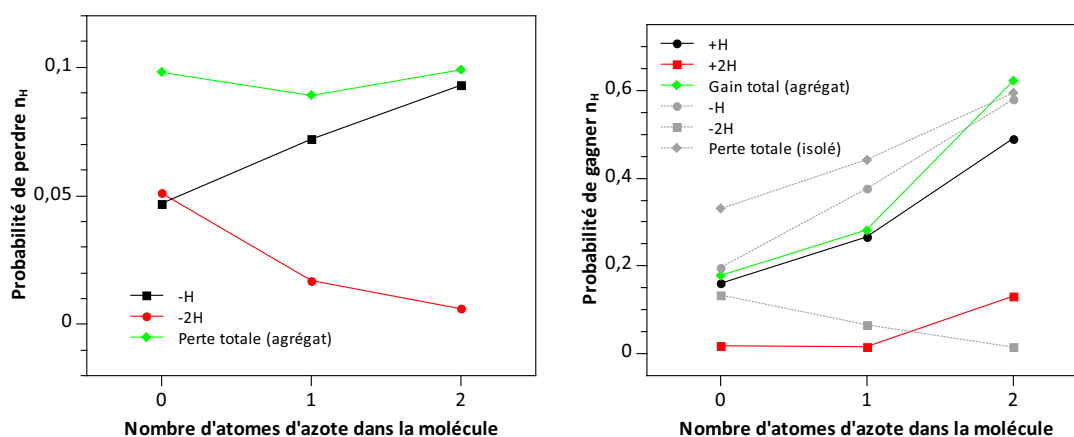 Probabilité de perdre nH
0,1
0,05
0
-H
-2H
Perte totale (agrégat)
0
1
2
Nombre d'atomes d'azote dans la molécule
Probabilité de gagner nH
+H
+2H
Gain total (agrégat)
-H
-2H
Perte totale (isolé)
0,6
0,4
0,2
0
0
1
2
Nombre d'atomes d'azote dans la molécule